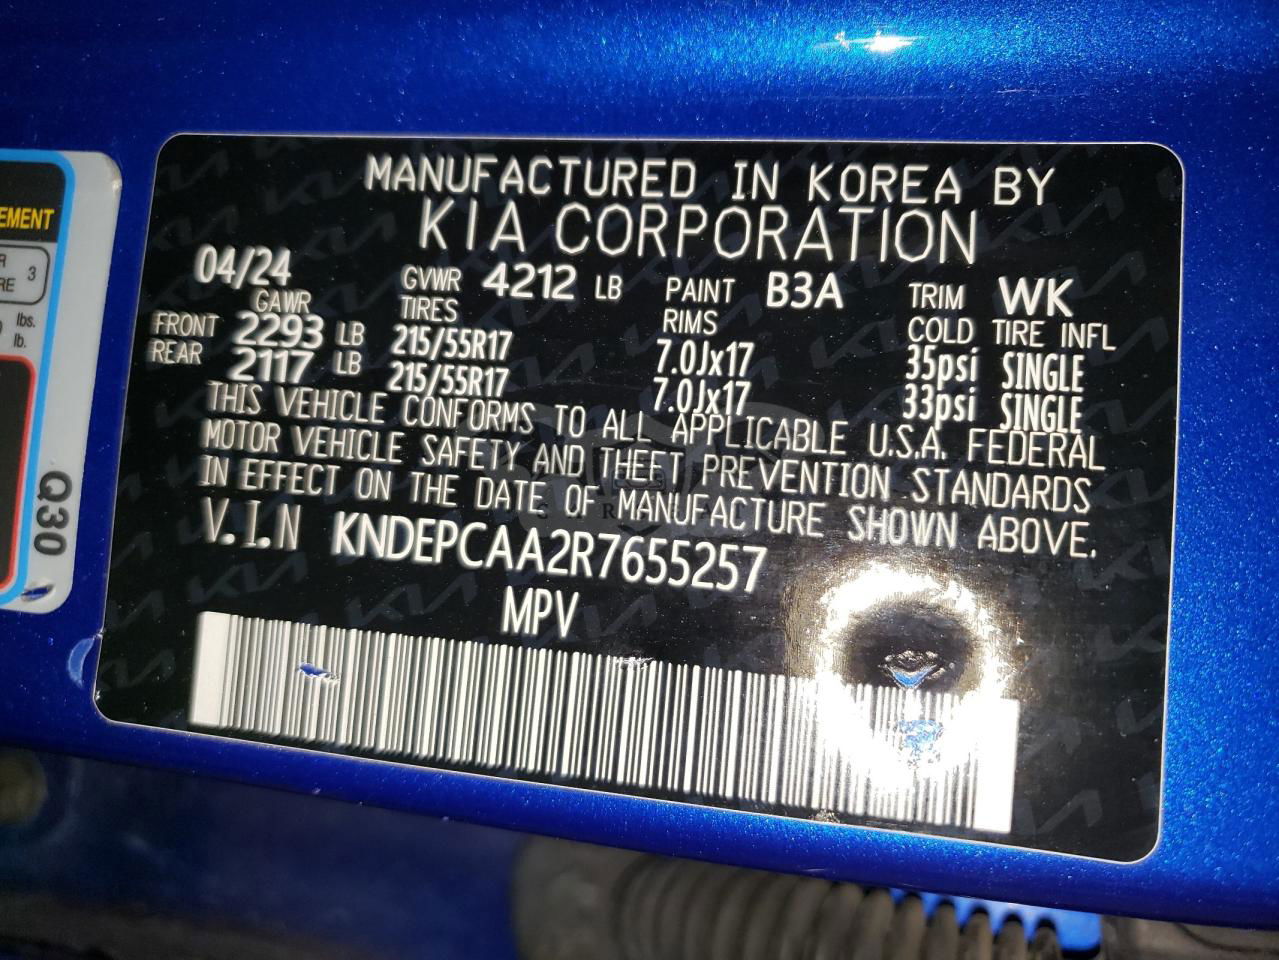 MANUFACTURED IN KOREA BY
KIA CORPORATION
04/24 GVWR 4212 LB PAINT B3A TRIM WK
GAWR TIRES RIMS COLD TIRE INFL
FRONT 2293 LB 215/55R17 7.0Jx17 35psi SINGLE
REAR 2117 LB 215/55R17 7.0Jx17 33psi SINGLE
THIS VEHICLE CONFORMS TO ALL APPLICABLE U.S.A. FEDERAL
MOTOR VEHICLE SAFETY AND THEFT PREVENTION STANDARDS
IN EFFECT ON THE DATE OF MANUFACTURE SHOWN ABOVE.
V.I.N KNDEPCAA2R7655257
MPV
3
lbs.
lb.
Q30